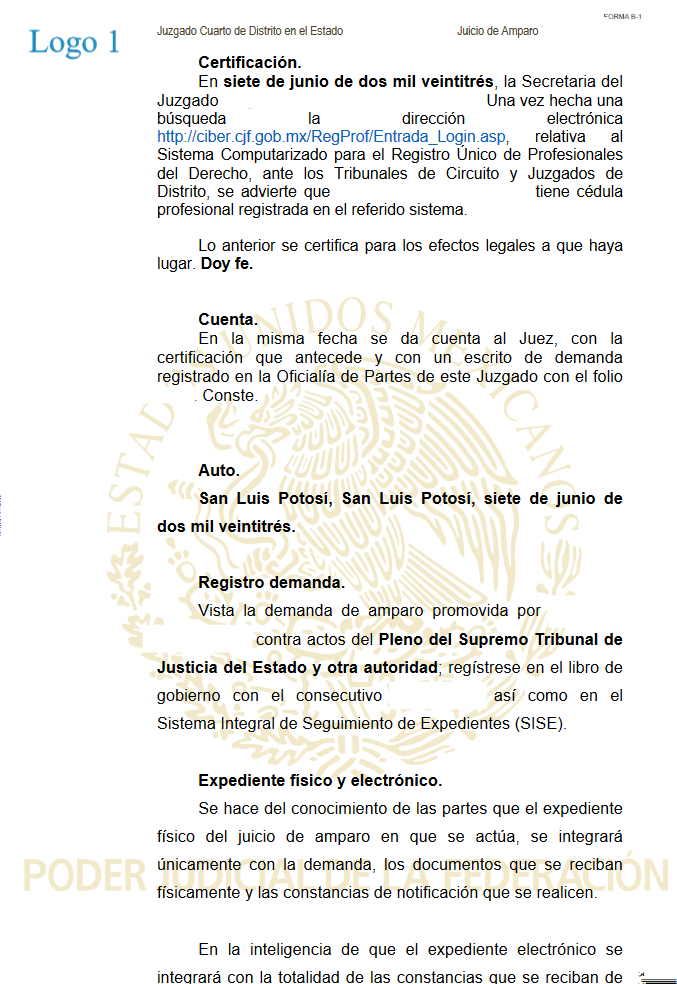 FORMA B-1
Logo 1
Juzgado Cuarto de Distrito en el Estado Juicio de Amparo
Certificación.
En siete de junio de dos mil veintitrés, la Secretaria del
Juzgado Una vez hecha una
búsqueda la dirección electrónica
http://ciber.cjf.gob.mx/RegProf/Entrada_Login.asp, relativa al
Sistema Computarizado para el Registro Único de Profesionales
del Derecho, ante los Tribunales de Circuito y Juzgados de
Distrito, se advierte que tiene cédula
profesional registrada en el referido sistema.
Lo anterior se certifica para los efectos legales a que haya
lugar. Doy fe.
Cuenta.
En la misma fecha se da cuenta al Juez, con la
certificación que antecede y con un escrito de demanda
registrado en la Oficialía de Partes de este Juzgado con el folio
. Conste.
Auto.
San Luis Potosí, San Luis Potosí, siete de junio de
dos mil veintitrés.
Registro demanda.
Vista la demanda de amparo promovida por
contra actos del Pleno del Supremo Tribunal de
Justicia del Estado y otra autoridad; regístrese en el libro de
gobierno con el consecutivo así como en el
Sistema Integral de Seguimiento de Expedientes (SISE).
Expediente físico y electrónico.
Se hace del conocimiento de las partes que el expediente
físico del juicio de amparo en que se actúa, se integrará
únicamente con la demanda, los documentos que se reciban
físicamente y las constancias de notificación que se realicen.
En la inteligencia de que el expediente electrónico se
integrará con la totalidad de las constancias que se reciban de
ESTADOS UNIDOS MEXICANOS
PODER JUDICIAL DE LA FEDERACIÓN